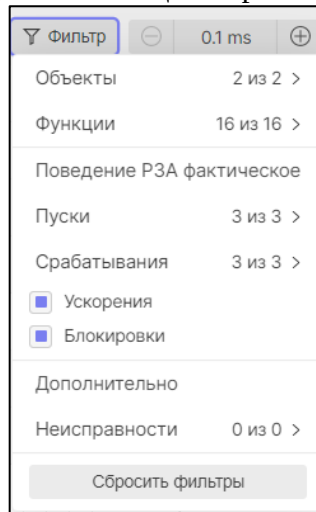 Фильтр 0.1 ms
Объекты 2 из 2 >
Функции 16 из 16 >
Поведение РЗА фактическое
Пуски 3 из 3 >
Срабатывания 3 из 3 >
Ускорения
Блокировки
Дополнительно
Неисправности 0 из 0 >
Сбросить фильтры